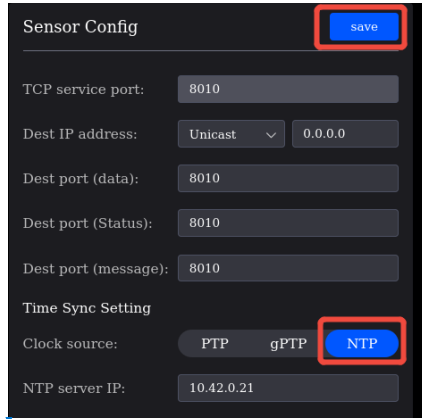 Sensor Config save
TCP service port: 8010
Dest IP address: Unicast 0.0.0.0
Dest port (data): 8010
Dest port (Status): 8010
Dest port (message): 8010
Time Sync Setting
Clock source: PTP gPTP NTP
NTP server IP: 10.42.0.21